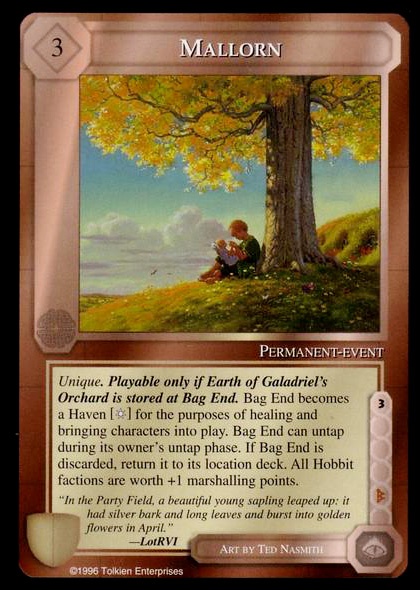 3
MALLORN
PERMANENT-EVENT
Unique. Playable only if Earth of Galadriel's
Orchard is stored at Bag End. Bag End becomes
a Haven [☼] for the purposes of healing and
bringing characters into play. Bag End can untap
during its owner's untap phase. If Bag End is
discarded, return it to its location deck. All Hobbit
factions are worth +1 marshalling points.
3
"In the Party Field, a beautiful young sapling leaped up: it
had silver bark and long leaves and burst into golden
flowers in April."
—LotRVI
ART BY TED NASMITH
©1996 Tolkien Enterprises